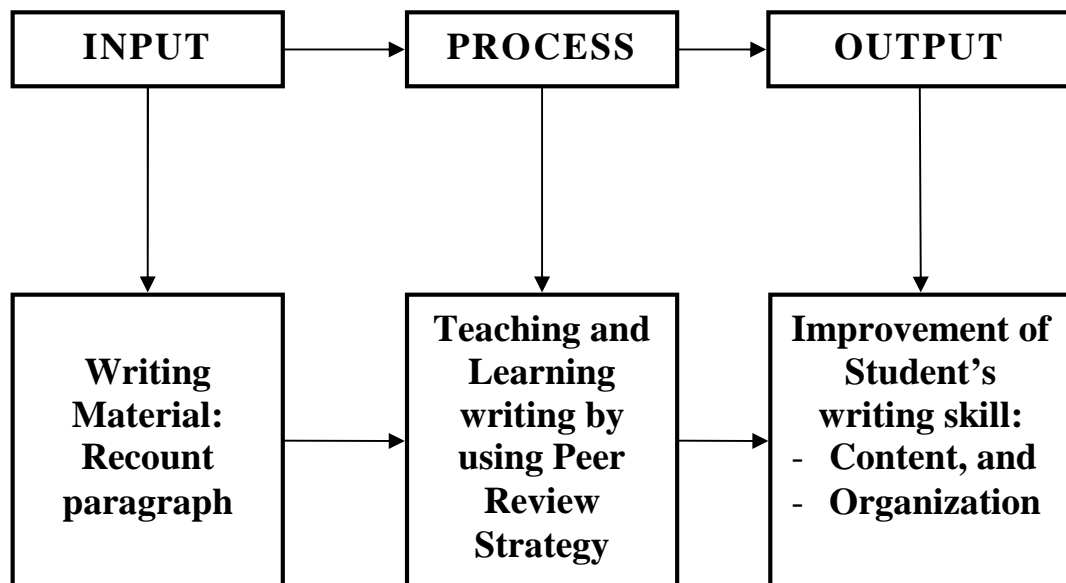 INPUT
PROCESS
OUTPUT
Writing
Material:
Recount
paragraph
Teaching and
Learning
writing by
using Peer
Review
Strategy
Improvement of
Student’s
writing skill:
- Content, and
- Organization